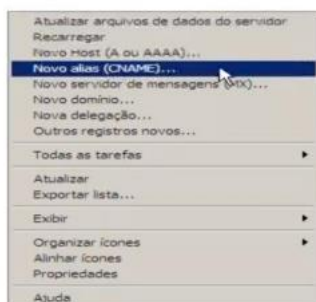 Atualizar arquivos de dados do servidor
Recarregar
Novo Host (A ou AAAA)...
Novo alias (CNAME)...
Novo servidor de mensagens (MX)...
Novo domínio...
Nova delegação...
Outros registros novos...
Todas as tarefas
Atualizar
Exportar lista...
Exibir
Organizar ícones
Alinhar ícones
Propriedades
Ajuda